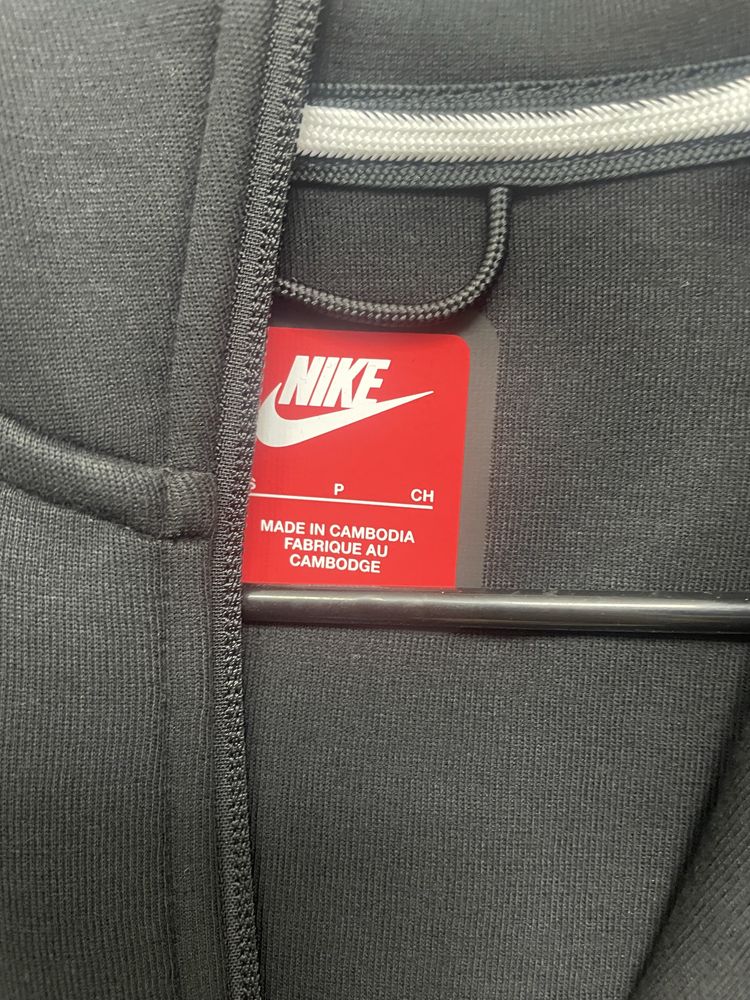 NIKE
S P CH
MADE IN CAMBODIA
FABRIQUE AU
CAMBODGE